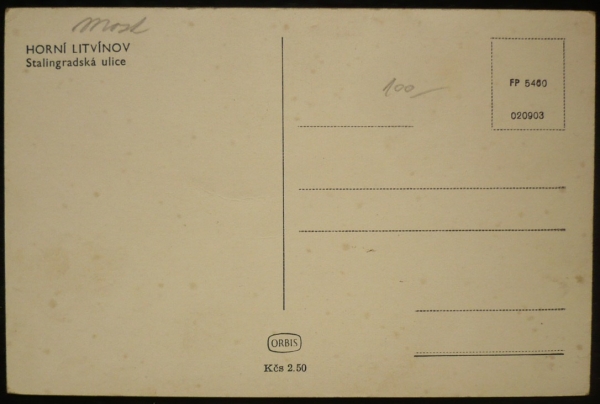 Most
HORNÍ LITVÍNOV
Stalingradská ulice
100—
FP 5460
020903
ORBIS
Kčs 2.50